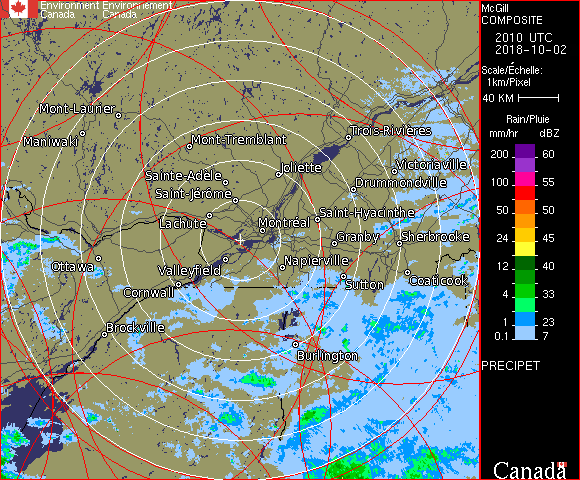 Environment Environnement
Canada Canada
Mont-Laurier
Maniwaki
Mont-Tremblant
Trois-Rivières
Sainte-Adèle
Joliette
Victoriaville
Saint-Jérôme
Drummondville
Lachute
Montréal
Saint-Hyacinthe
Granby
Sherbrooke
Ottawa
Valleyfield
Napierville
Cornwall
Sutton
Coaticook
Brockville
Burlington
McGill
COMPOSITE
2010 UTC
2018-10-02
Scale/Échelle:
1km/Pixel
40 KM
Rain/Pluie
mm/hr dBZ
200 60
55
100 55
50 50
24 45
12 40
4 33
1 23
0.1 7
PRECIPET
Canada